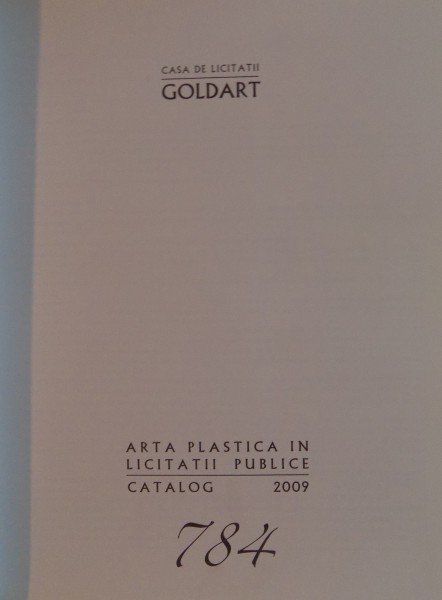 CASA DE LICITATII
GOLDART
ARTA PLASTICA IN
LICITATII PUBLICE
CATALOG 2009
784